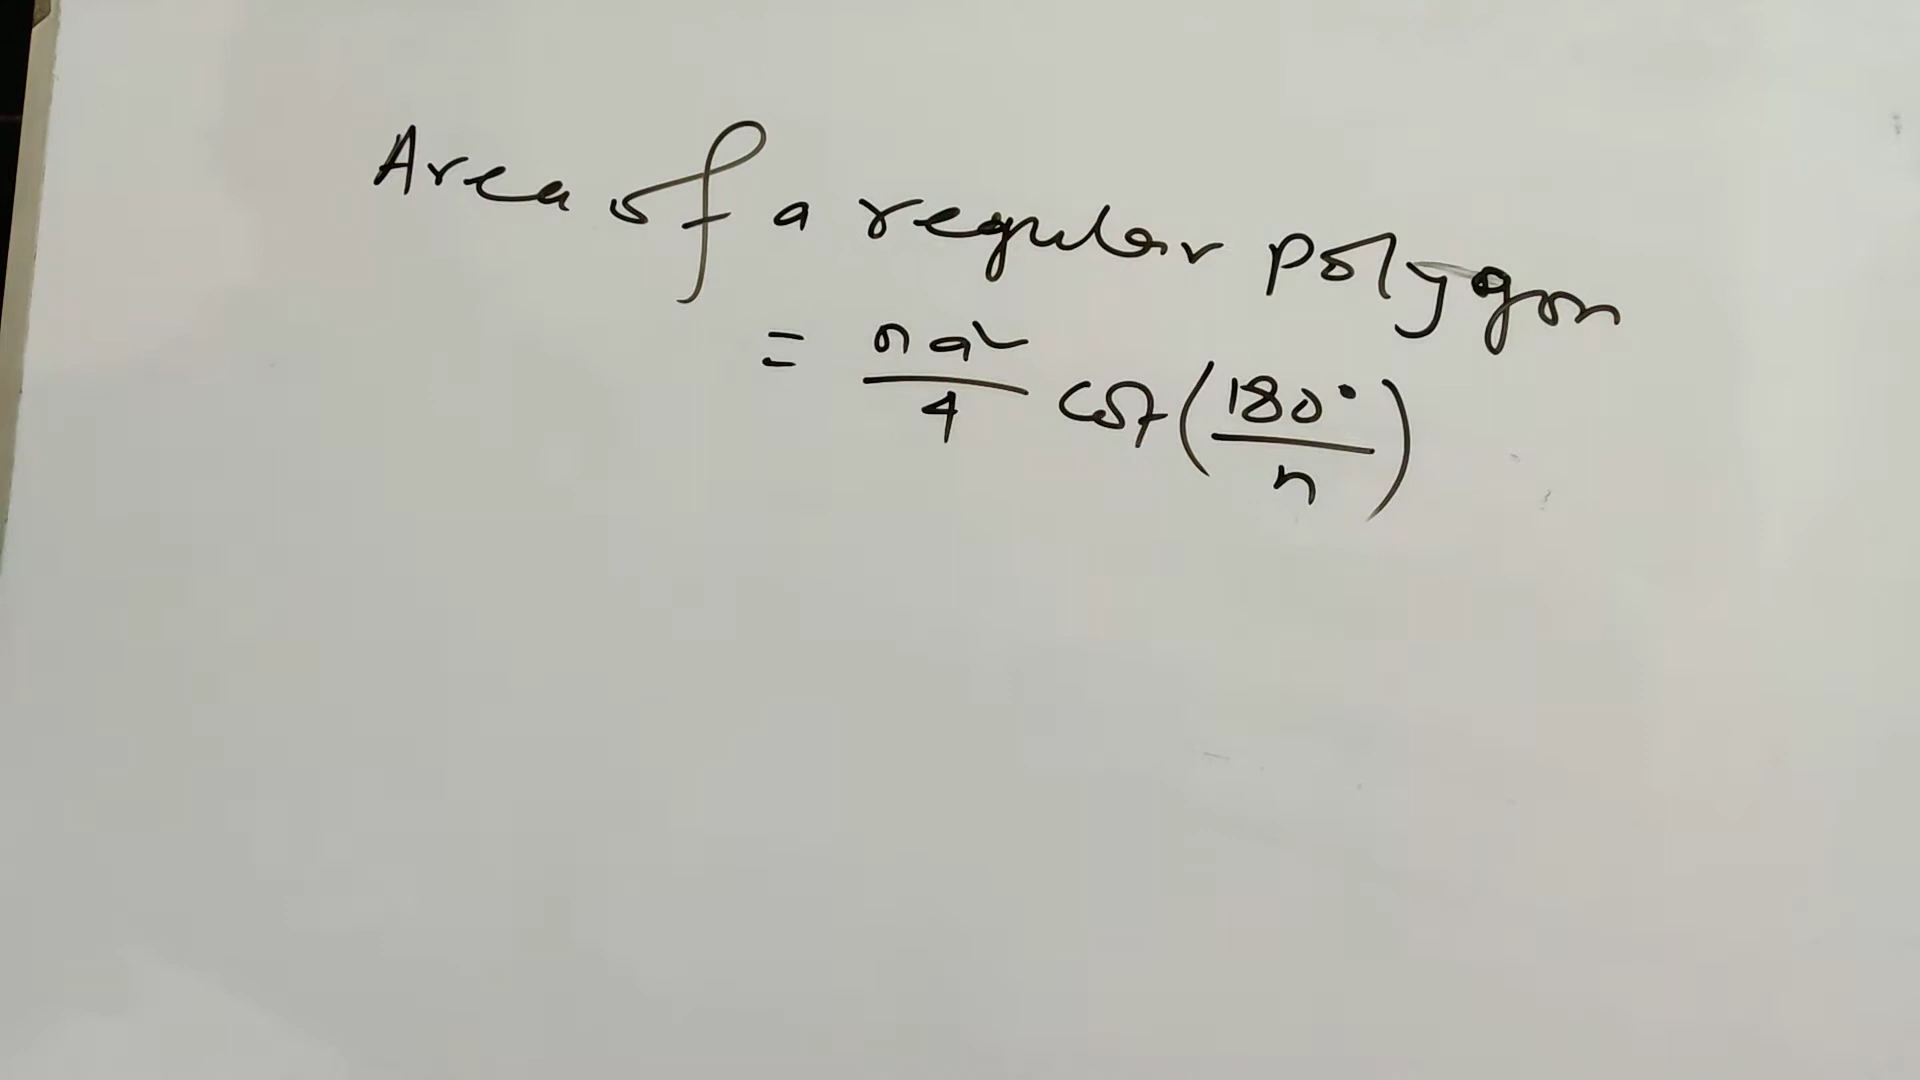 Area of a regular polygon
= na²/4 cot(180°/n)